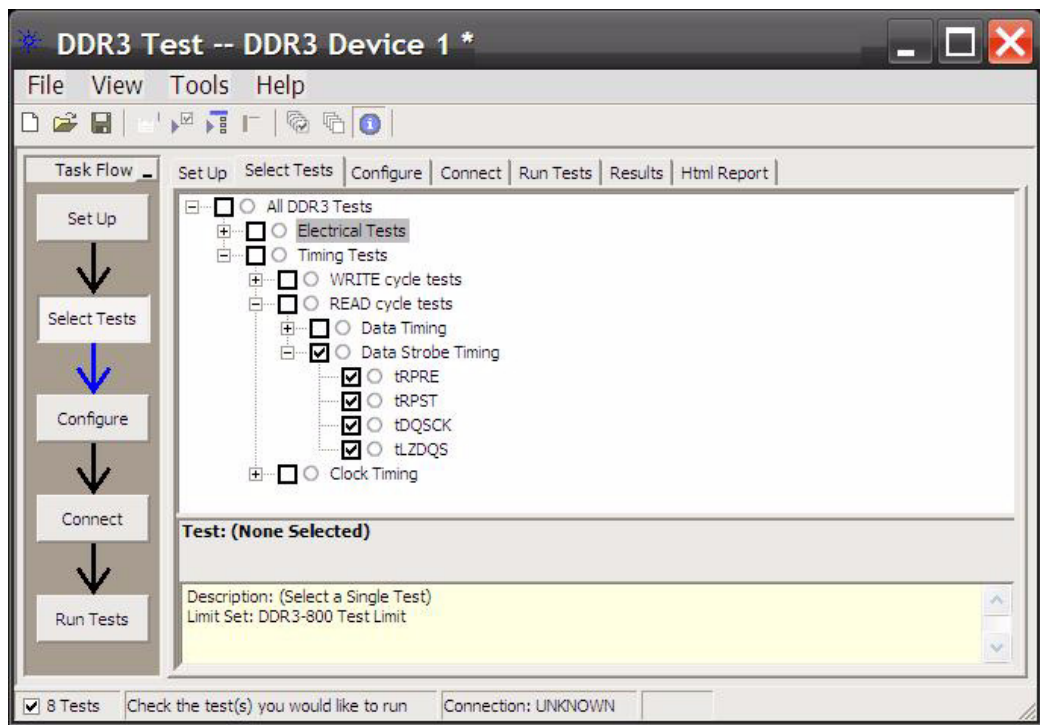 DDR3 Test -- DDR3 Device 1 *
File View Tools Help
Task Flow
Set Up
Select Tests
Configure
Connect
Run Tests
Set Up Select Tests Configure Connect Run Tests Results Html Report
All DDR3 Tests
Electrical Tests
Timing Tests
WRITE cycle tests
READ cycle tests
Data Timing
Data Strobe Timing
tRPRE
tRPST
tDQSCK
tLZDQS
Clock Timing
Test: (None Selected)
Description: (Select a Single Test)
Limit Set: DDR3-800 Test Limit
8 Tests Check the test(s) you would like to run Connection: UNKNOWN